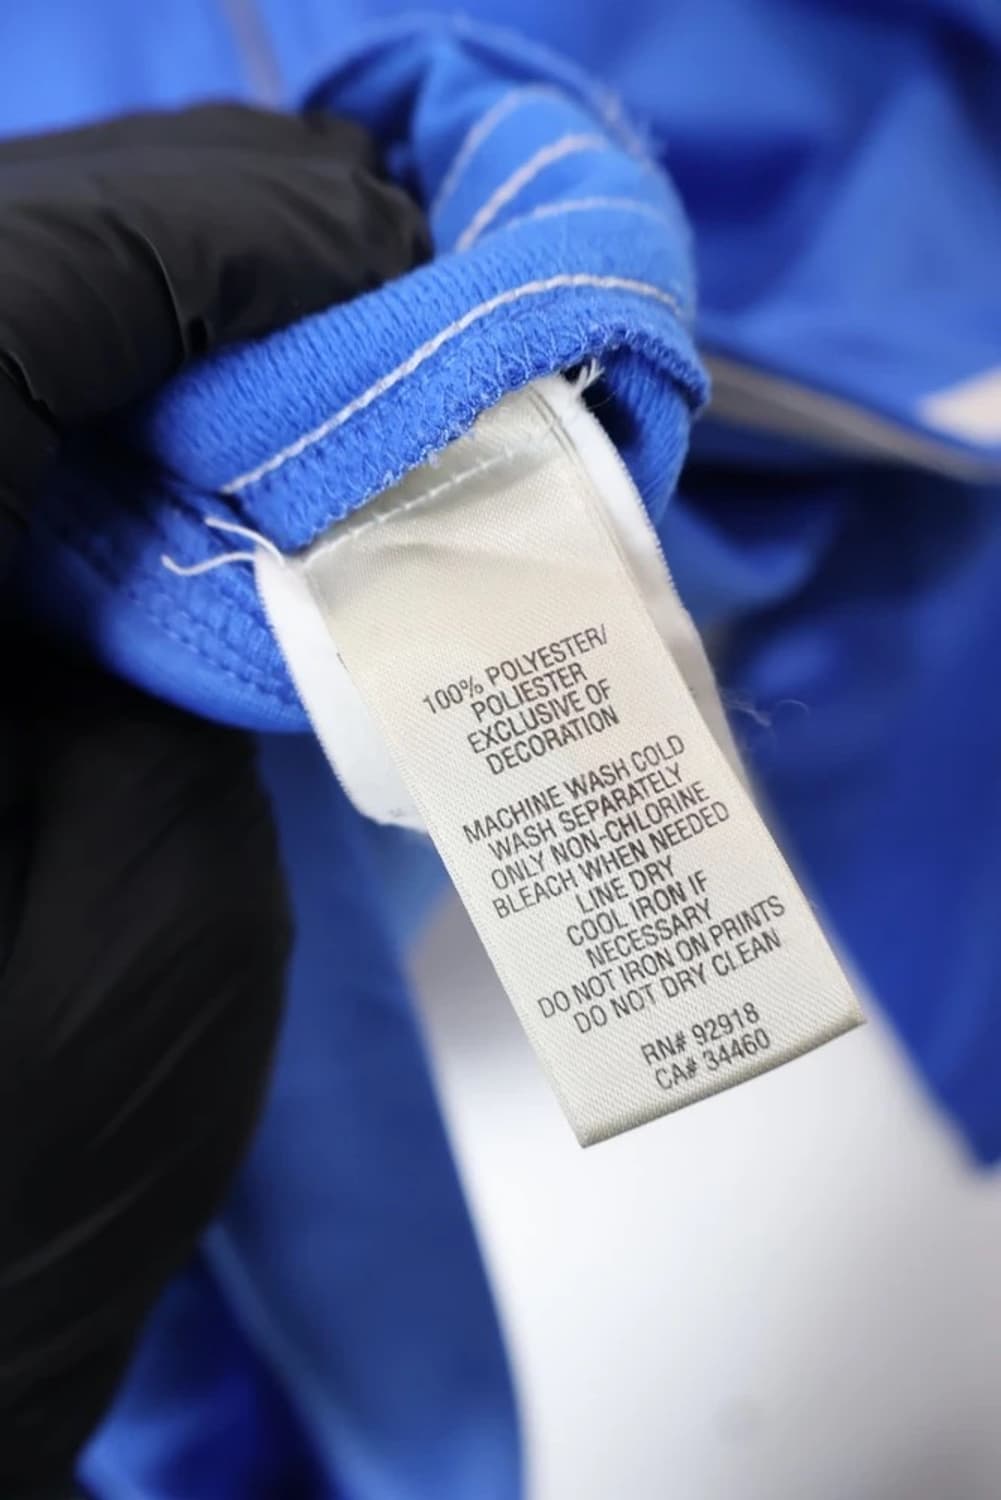 100% POLYESTER/
POLIESTER
EXCLUSIVE OF
DECORATION
MACHINE WASH COLD
WASH SEPARATELY
ONLY NON-CHLORINE
BLEACH WHEN NEEDED
LINE DRY
COOL IRON IF
NECESSARY
DO NOT IRON ON PRINTS
DO NOT DRY CLEAN
RN# 92918
CA# 34460